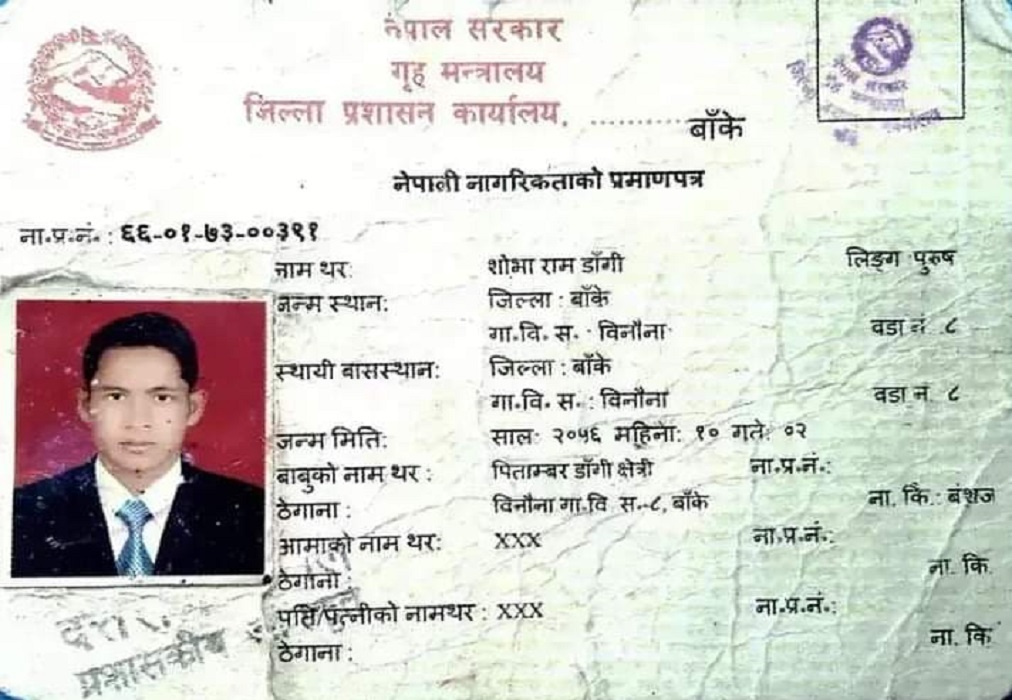 नेपाल सरकार
गृह मन्त्रालय
जिल्ला प्रशासन कार्यालय, ............ बाँके
नेपाली नागरिकताको प्रमाणपत्र
ना.प्र.नं. : ६६-०१-७३-००३९१
नाम थर: शोभा राम डाँगी लिङ्ग पुरुष
जन्म स्थान: जिल्ला : बाँके
गा.वि. स. : विनौना वडा नं ८
स्थायी बासस्थान: जिल्ला : बाँके
गा.वि. स. : विनौना वडा नं ८
जन्म मिति: साल: २०५६ महिना: १० गते: ०२
बाबुको नाम थर : पिताम्बर डाँगी क्षेत्री ना.प्र.नं.:
ठेगाना : विनौना गा.वि स.-८, बाँके ना. कि.: बंशज
आमाको नाम थर: XXX ना.प्र.नं.:
ठेगाना : ना. कि.
पति/पत्नीको नामथर : XXX ना.प्र.नं.:
ठेगाना : ना. कि
प्रशासकीय